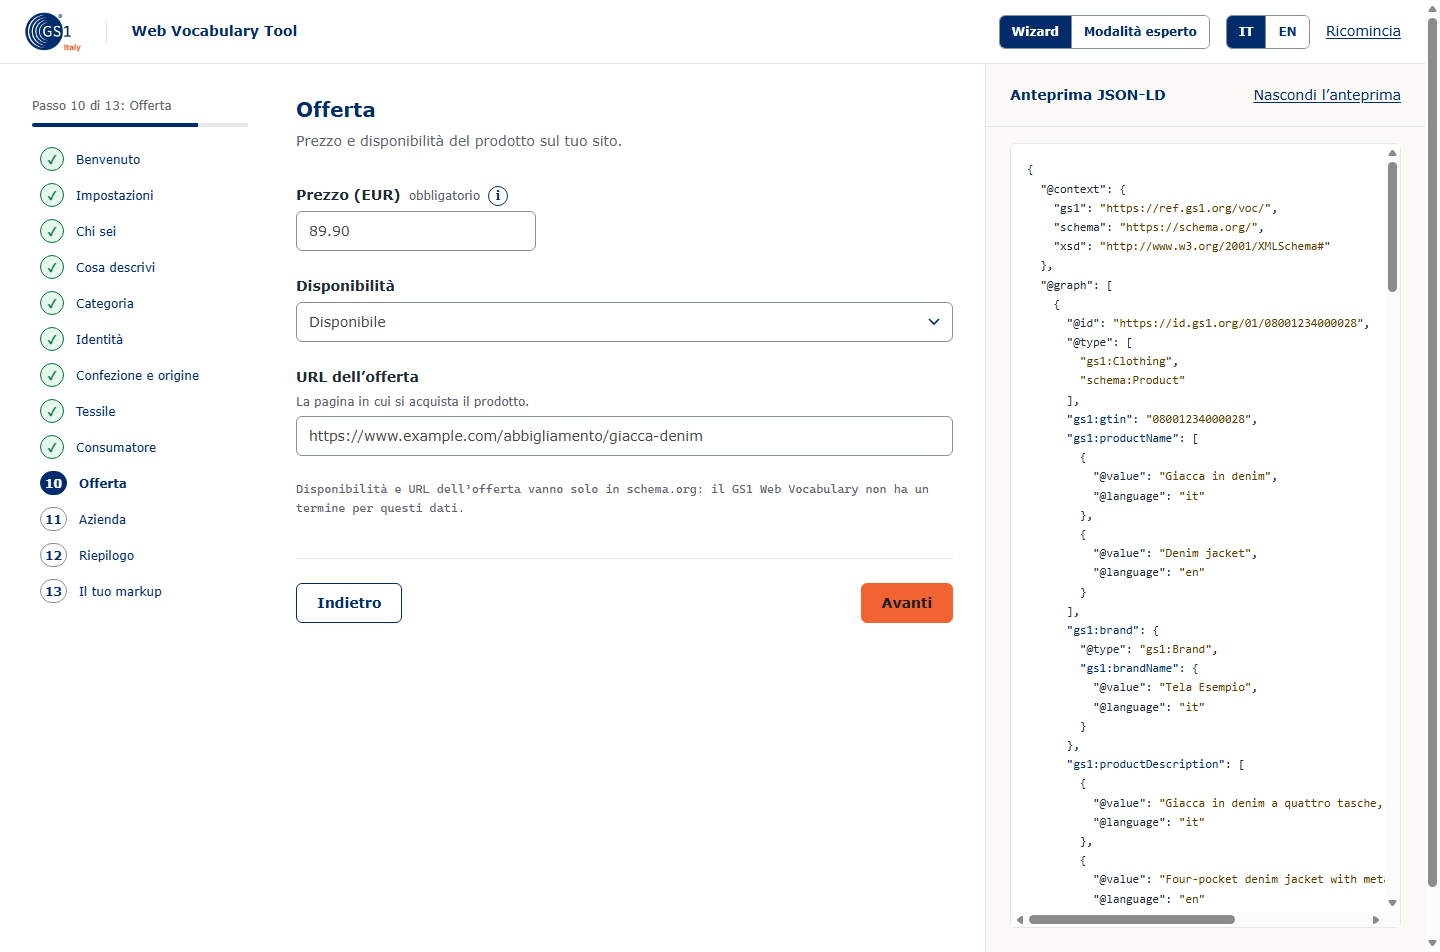 GS1
Italy
Web Vocabulary Tool
Wizard
Modalità esperto
IT
EN
Ricomincia
Passo 10 di 13: Offerta
✓ Benvenuto
✓ Impostazioni
✓ Chi sei
✓ Cosa descrivi
✓ Categoria
✓ Identità
✓ Confezione e origine
✓ Tessile
✓ Consumatore
10 Offerta
11 Azienda
12 Riepilogo
13 Il tuo markup
Offerta
Prezzo e disponibilità del prodotto sul tuo sito.
Prezzo (EUR) obbligatorio i
89.90
Disponibilità
Disponibile
URL dell’offerta
La pagina in cui si acquista il prodotto.
https://www.example.com/abbigliamento/giacca-denim
Disponibilità e URL dell’offerta vanno solo in schema.org: il GS1 Web Vocabulary non ha un
termine per questi dati.
Indietro
Avanti
Anteprima JSON-LD
Nascondi l’anteprima
{
"@context": {
"gs1": "https://ref.gs1.org/voc/",
"schema": "https://schema.org/",
"xsd": "http://www.w3.org/2001/XMLSchema#"
},
"@graph": [
{
"@id": "https://id.gs1.org/01/08001234000028",
"@type": [
"gs1:Clothing",
"schema:Product"
],
"gs1:gtin": "08001234000028",
"gs1:productName": [
{
"@value": "Giacca in denim",
"@language": "it"
},
{
"@value": "Denim jacket",
"@language": "en"
}
],
"gs1:brand": {
"@type": "gs1:Brand",
"gs1:brandName": {
"@value": "Tela Esempio",
"@language": "it"
}
},
"gs1:productDescription": [
{
"@value": "Giacca in denim a quattro tasche,
"@language": "it"
},
{
"@value": "Four-pocket denim jacket with meta
"@language": "en"